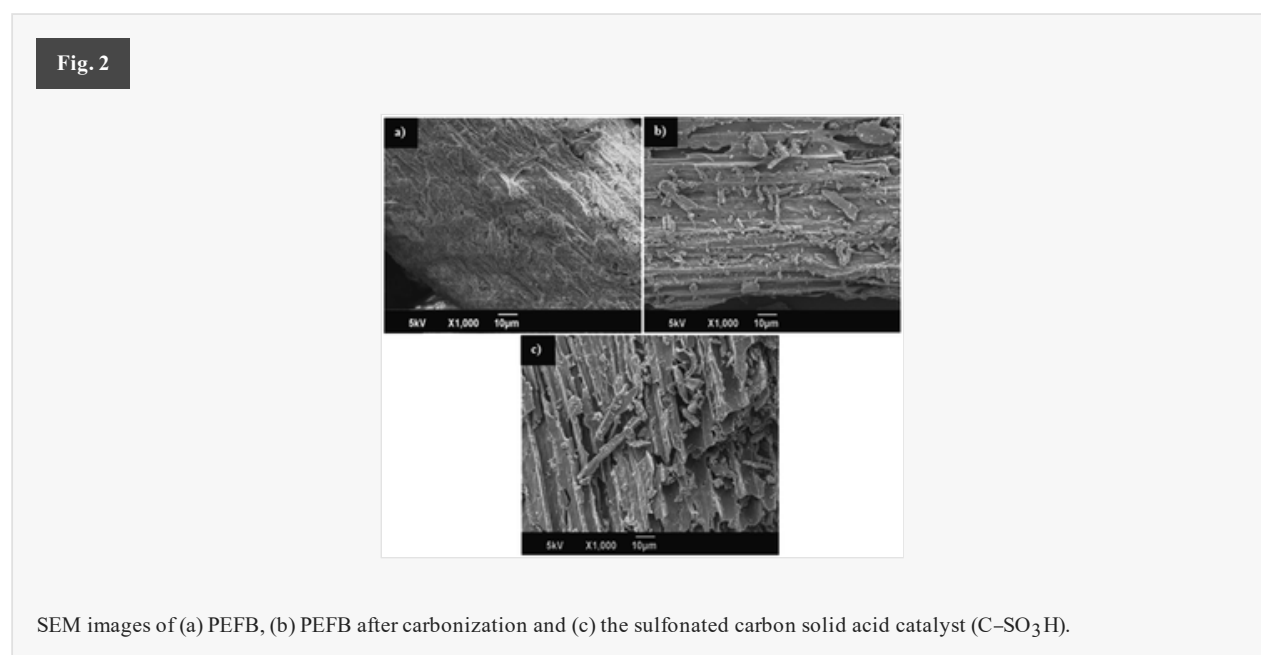 Fig. 2
a)
5kV X1,000 10μm
b)
5kV X1,000 10μm
c)
5kV X1,000 10μm
SEM images of (a) PEFB, (b) PEFB after carbonization and (c) the sulfonated carbon solid acid catalyst (C–SO3H).